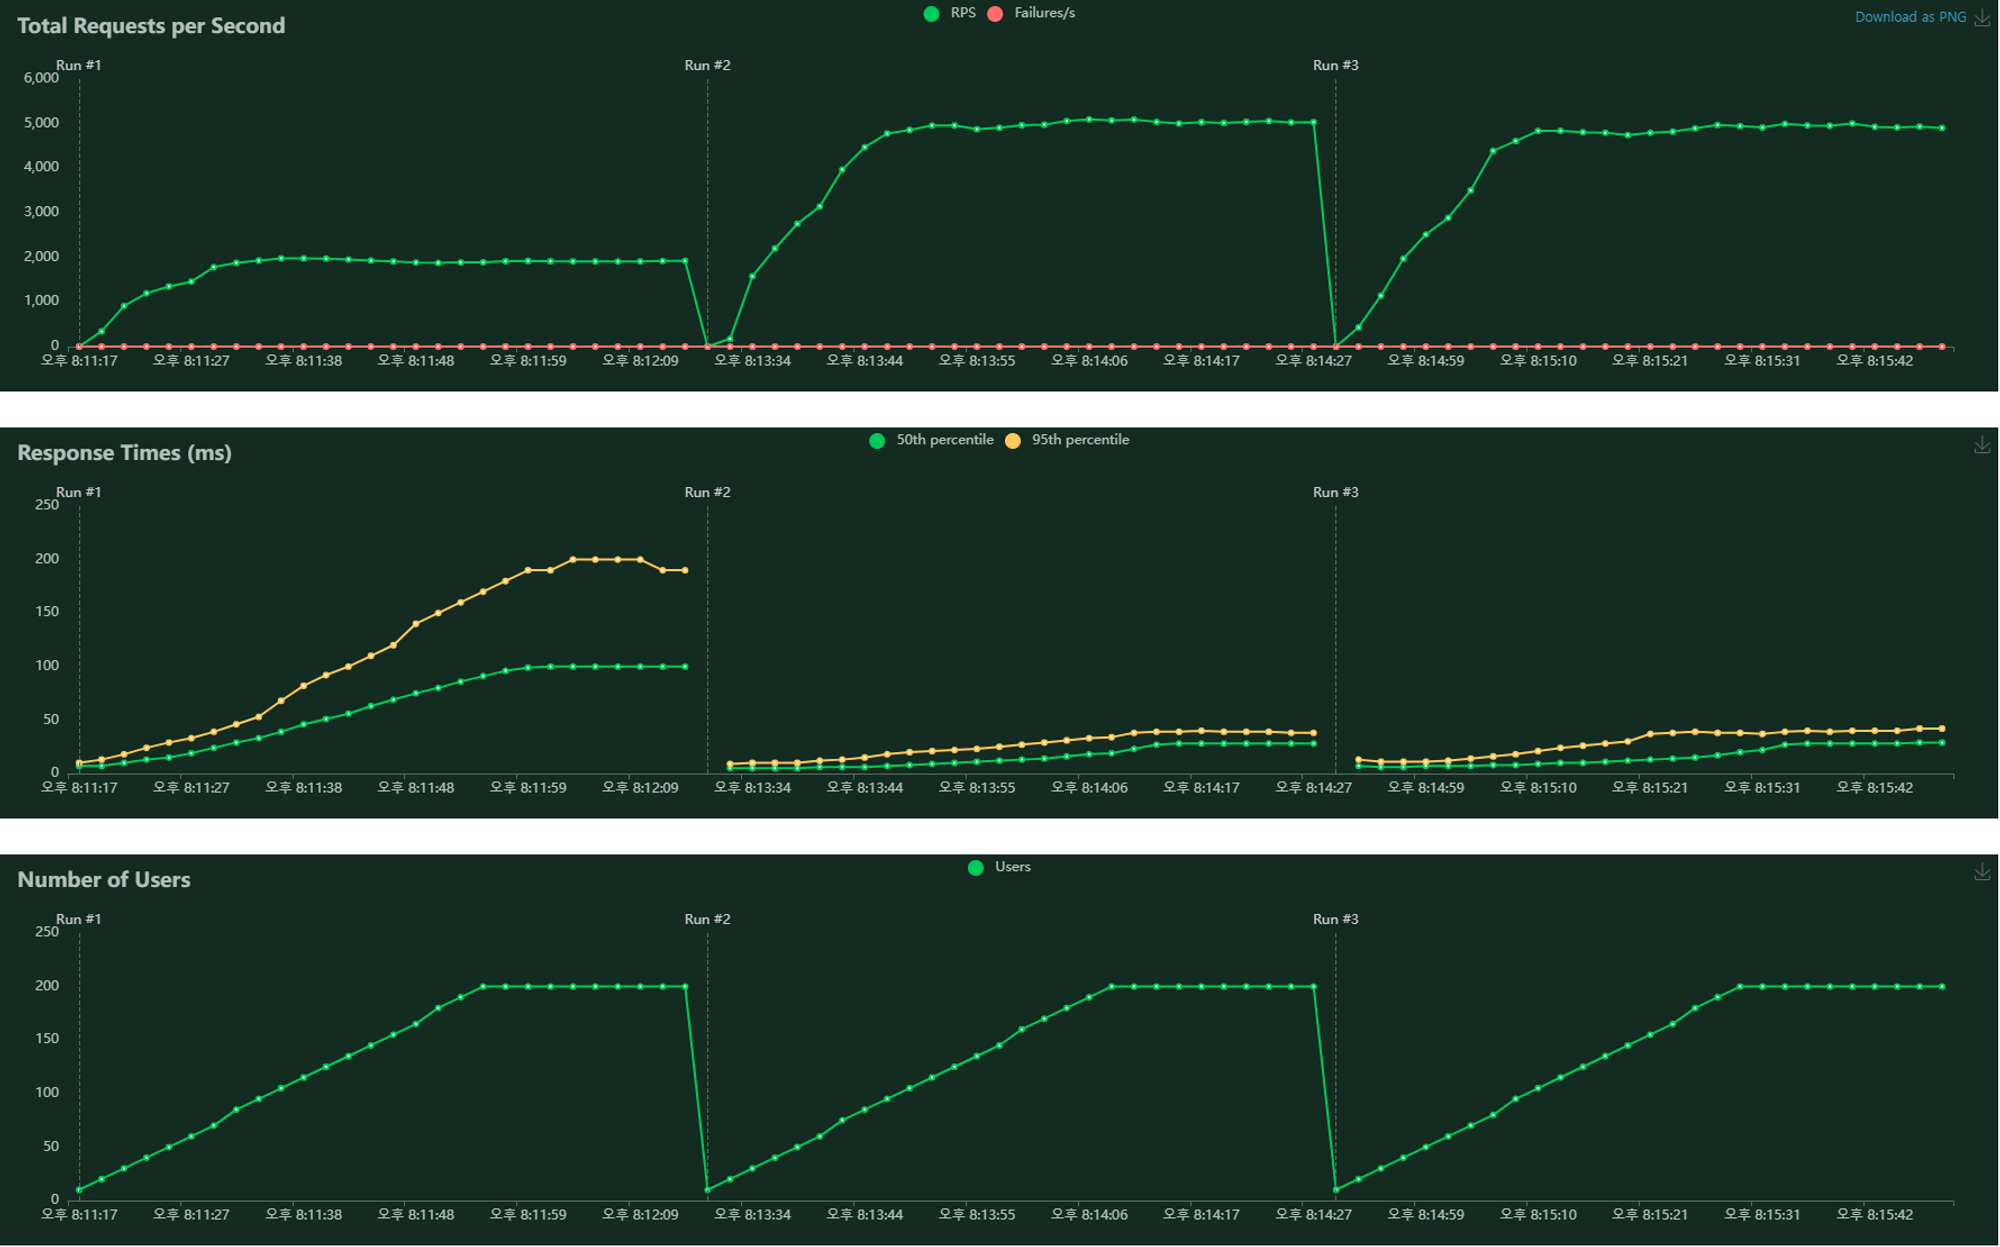 Total Requests per Second
RPS Failures/s
Download as PNG
Run #1 Run #2 Run #3
6,000
5,000
4,000
3,000
2,000
1,000
0
오후 8:11:17 오후 8:11:27 오후 8:11:38 오후 8:11:48 오후 8:11:59 오후 8:12:09 오후 8:13:34 오후 8:13:44 오후 8:13:55 오후 8:14:06 오후 8:14:17 오후 8:14:27 오후 8:14:59 오후 8:15:10 오후 8:15:21 오후 8:15:31 오후 8:15:42
Response Times (ms)
50th percentile 95th percentile
Run #1 Run #2 Run #3
250
200
150
100
50
0
오후 8:11:17 오후 8:11:27 오후 8:11:38 오후 8:11:48 오후 8:11:59 오후 8:12:09 오후 8:13:34 오후 8:13:44 오후 8:13:55 오후 8:14:06 오후 8:14:17 오후 8:14:27 오후 8:14:59 오후 8:15:10 오후 8:15:21 오후 8:15:31 오후 8:15:42
Number of Users
Users
Run #1 Run #2 Run #3
250
200
150
100
50
0
오후 8:11:17 오후 8:11:27 오후 8:11:38 오후 8:11:48 오후 8:11:59 오후 8:12:09 오후 8:13:34 오후 8:13:44 오후 8:13:55 오후 8:14:06 오후 8:14:17 오후 8:14:27 오후 8:14:59 오후 8:15:10 오후 8:15:21 오후 8:15:31 오후 8:15:42